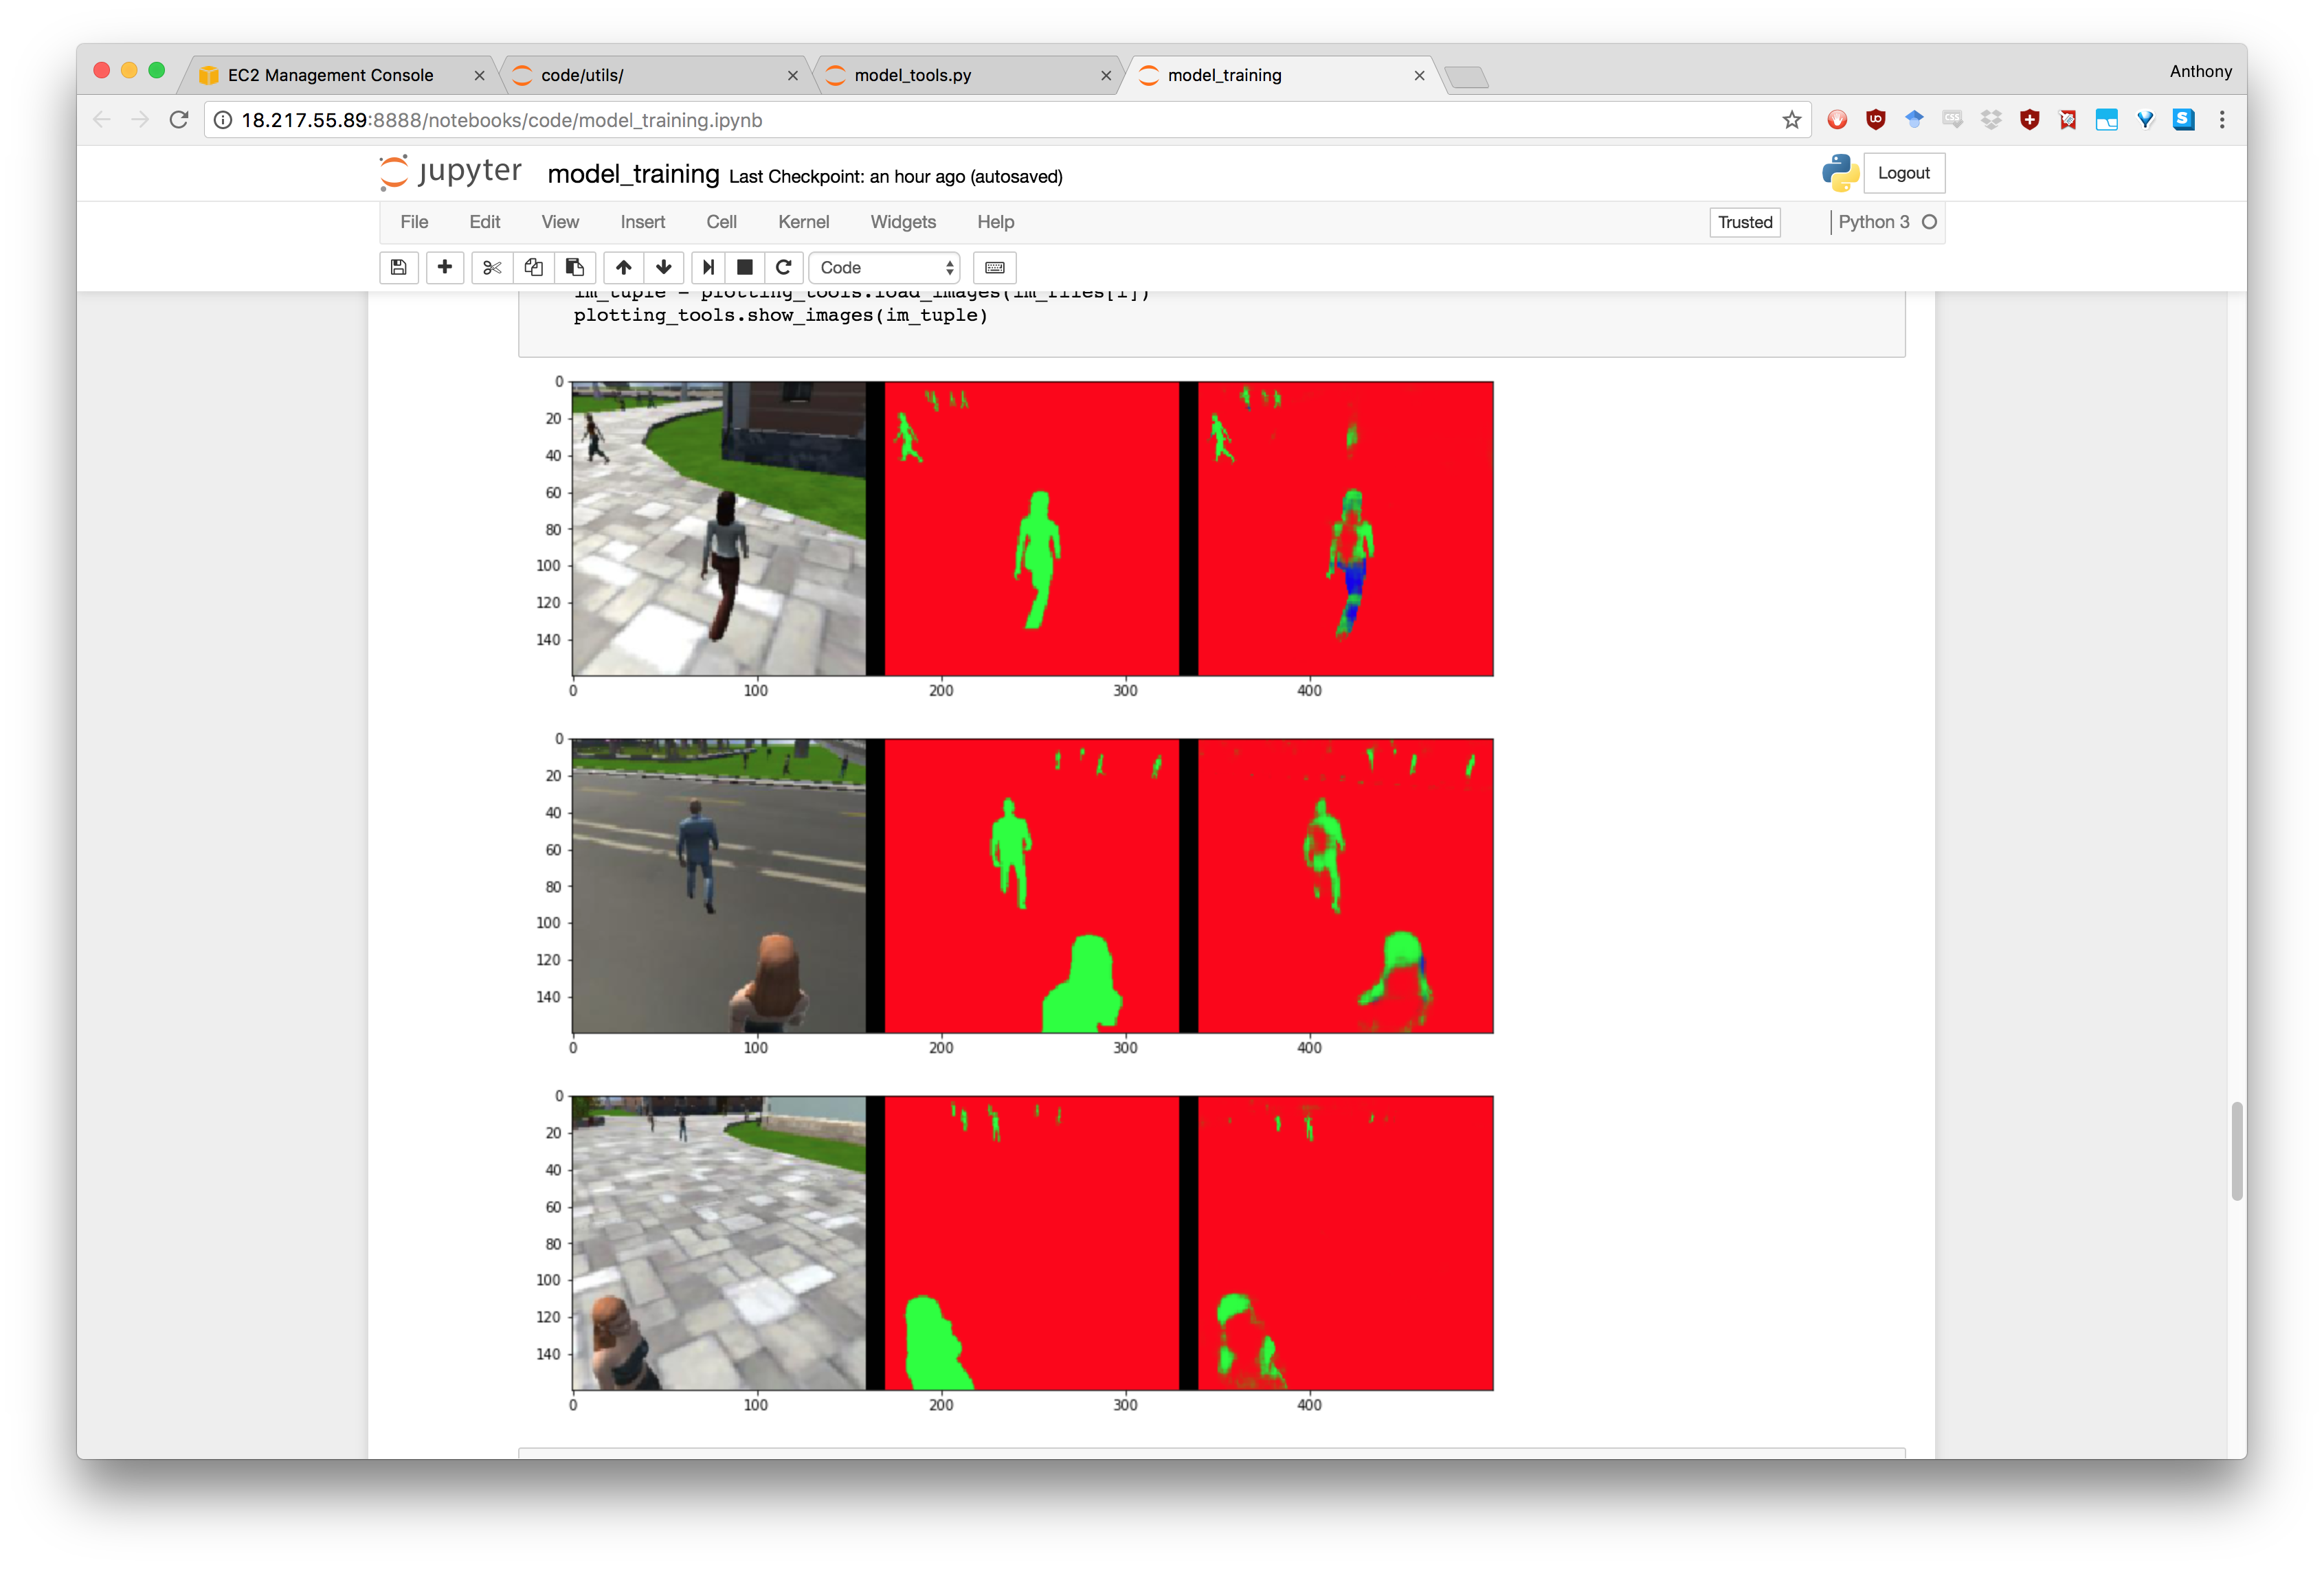 EC2 Management Console
code/utils/
model_tools.py
model_training
Anthony
18.217.55.89:8888/notebooks/code/model_training.ipynb
jupyter model_training Last Checkpoint: an hour ago (autosaved)
Logout
File Edit View Insert Cell Kernel Widgets Help
Trusted
Python 3
Code
im_tuple = plotting_tools.load_images(im_files[i])
plotting_tools.show_images(im_tuple)
0
20
40
60
80
100
120
140
0 100 200 300 400
0
20
40
60
80
100
120
140
0 100 200 300 400
0
20
40
60
80
100
120
140
0 100 200 300 400